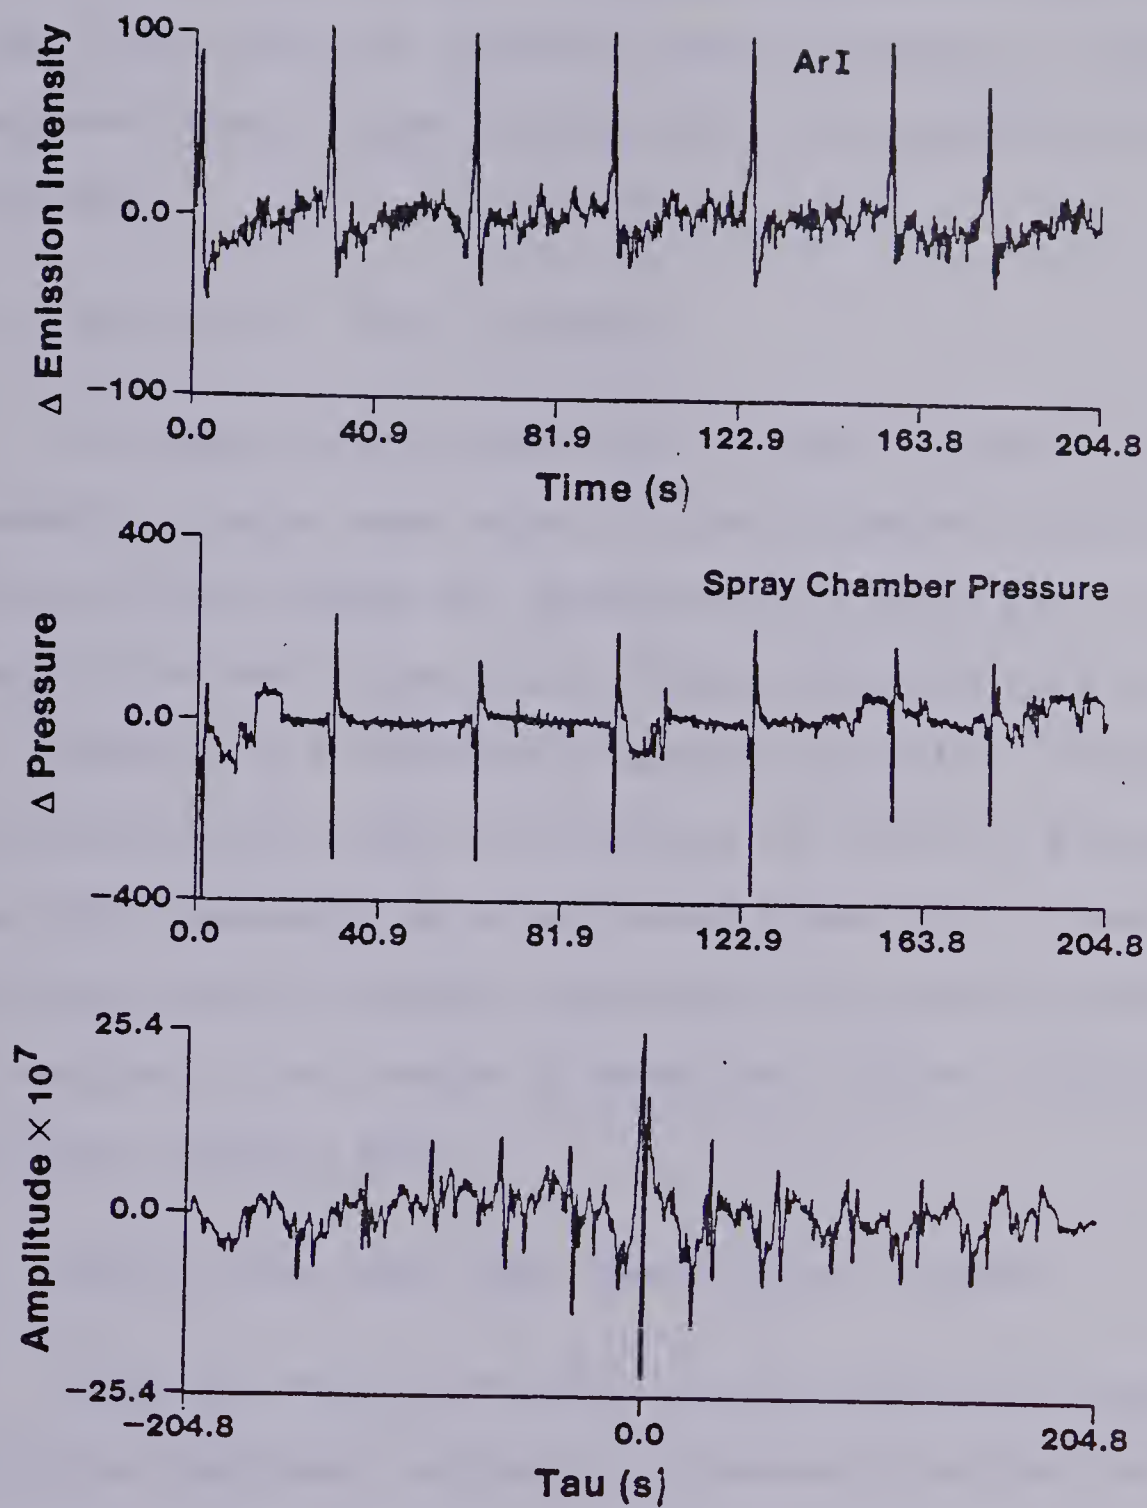 100
Δ Emission Intensity
Ar I
0.0
−100
0.0 40.9 81.9 122.9 163.8 204.8
Time (s)
400
Spray Chamber Pressure
Δ Pressure
0.0
−400
0.0 40.9 81.9 122.9 163.8 204.8
25.4
Amplitude × 10⁷
0.0
−25.4
−204.8 0.0 204.8
Tau (s)